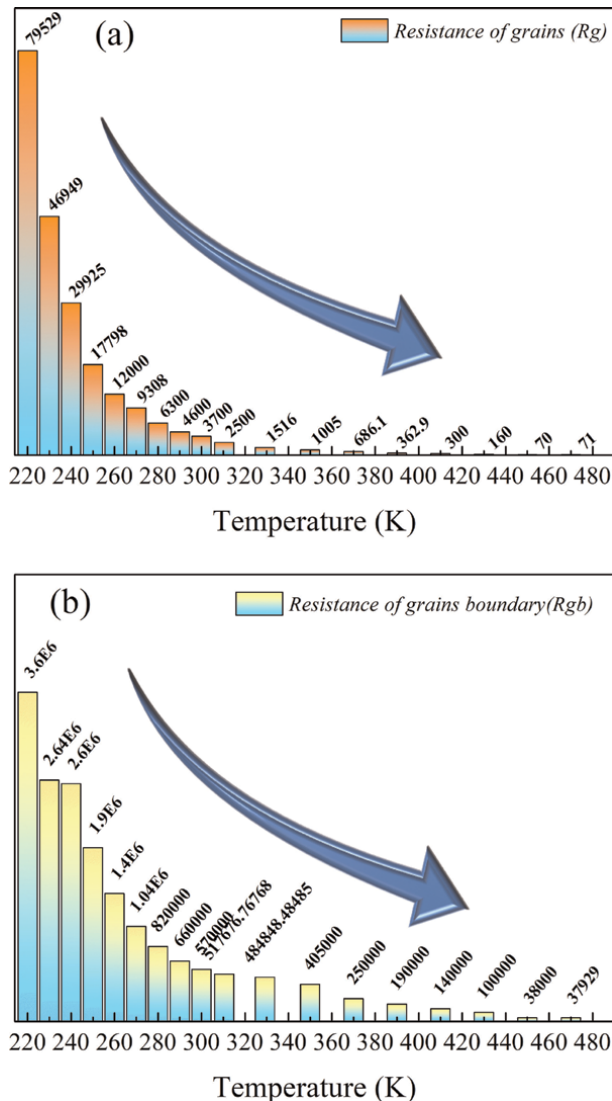 (a)
Resistance of grains (Rg)
79529
46949
29925
17798
12000
9308
6300
4600
3700
2500
1516
1005
686.1
362.9
300
160
70
71
220 240 260 280 300 320 340 360 380 400 420 440 460 480
Temperature (K)
(b)
Resistance of grains boundary(Rgb)
3.6E6
2.64E6
2.6E6
1.9E6
1.4E6
1.04E6
820000
660000
570000
517676.76768
484848.48485
405000
250000
190000
140000
100000
38000
37929
220 240 260 280 300 320 340 360 380 400 420 440 460 480
Temperature (K)